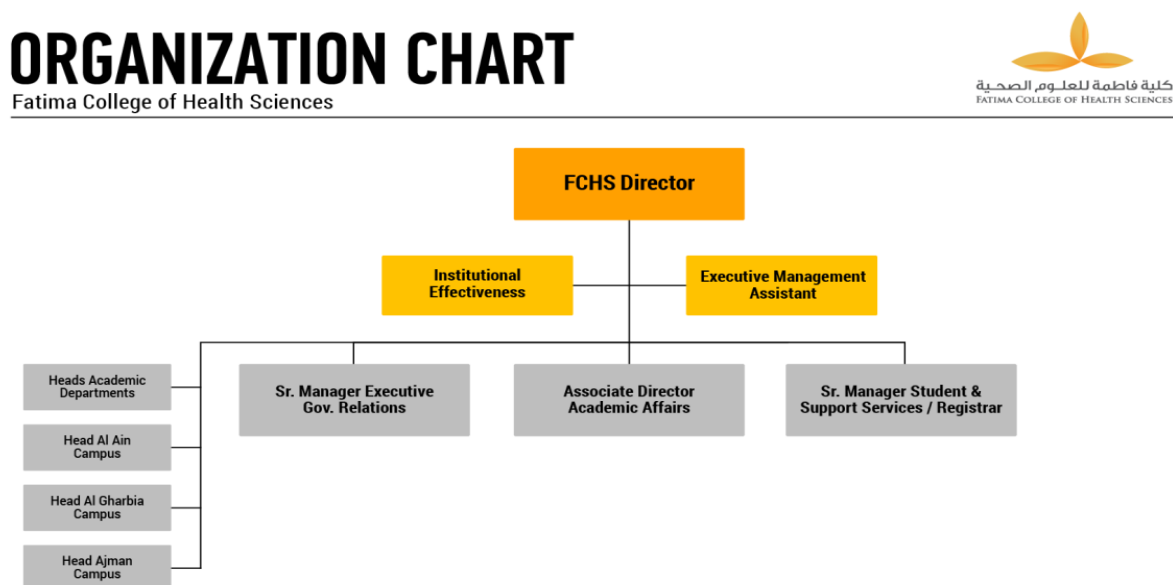 ORGANIZATION CHART
Fatima College of Health Sciences
كلية فاطمة للعلوم الصحية
FATIMA COLLEGE OF HEALTH SCIENCES
FCHS Director
Institutional
Effectiveness
Executive Management
Assistant
Heads Academic
Departments
Head Al Ain
Campus
Head Al Gharbia
Campus
Head Ajman
Campus
Sr. Manager Executive
Gov. Relations
Associate Director
Academic Affairs
Sr. Manager Student &
Support Services / Registrar